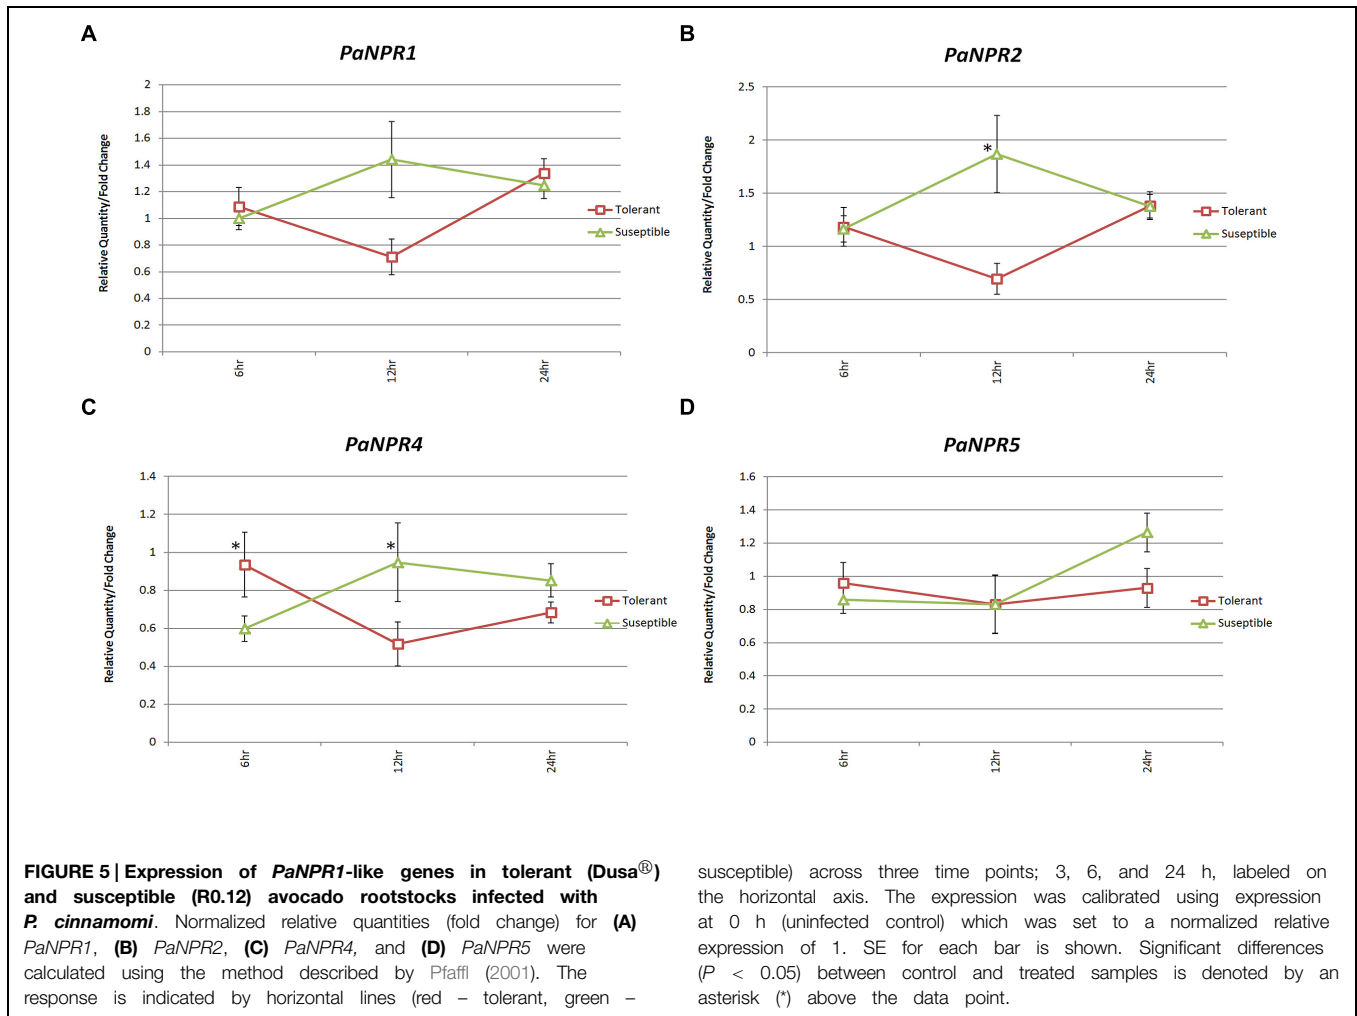 A
PaNPR1
2
1.8
1.6
1.4
1.2
1
0.8
0.6
0.4
0.2
0
Relative Quantity/Fold Change
6hr
12hr
24hr
Tolerant
Suseptible
B
PaNPR2
2.5
2
1.5
1
0.5
0
Relative Quantity/Fold Change
*
6hr
12hr
24hr
Tolerant
Suseptible
C
PaNPR4
1.4
1.2
1
0.8
0.6
0.4
0.2
0
Relative Quantity/Fold Change
*
*
6hr
12hr
24hr
Tolerant
Suseptible
D
PaNPR5
1.6
1.4
1.2
1
0.8
0.6
0.4
0.2
0
Relative Quantity/Fold Change
6hr
12hr
24hr
Tolerant
Suseptible
FIGURE 5 | Expression of PaNPR1-like genes in tolerant (Dusa®)
and susceptible (R0.12) avocado rootstocks infected with
P. cinnamomi. Normalized relative quantities (fold change) for (A)
PaNPR1, (B) PaNPR2, (C) PaNPR4, and (D) PaNPR5 were
calculated using the method described by Pfaffl (2001). The
response is indicated by horizontal lines (red – tolerant, green –
susceptible) across three time points; 3, 6, and 24 h, labeled on
the horizontal axis. The expression was calibrated using expression
at 0 h (uninfected control) which was set to a normalized relative
expression of 1. SE for each bar is shown. Significant differences
(P < 0.05) between control and treated samples is denoted by an
asterisk (*) above the data point.